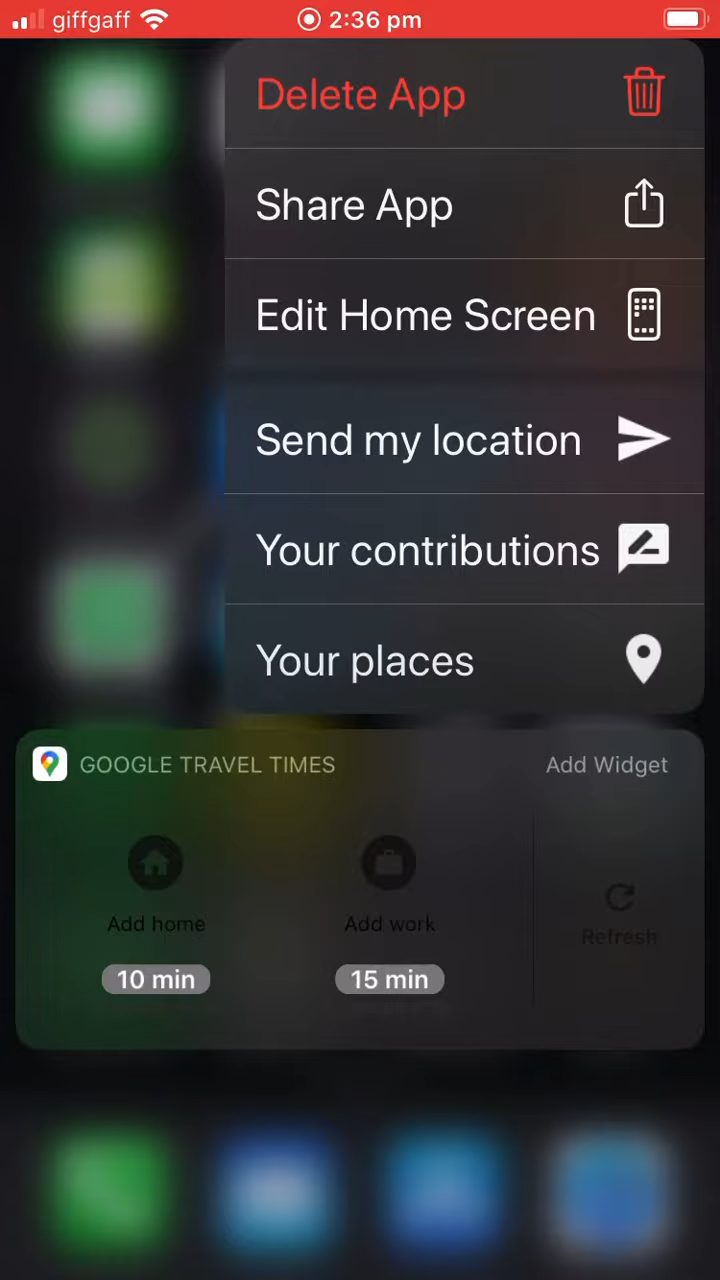 giffgaff 2:36 pm
Delete App
Share App
Edit Home Screen
Send my location
Your contributions
Your places
GOOGLE TRAVEL TIMES Add Widget
Add home Add work Refresh
10 min 15 min